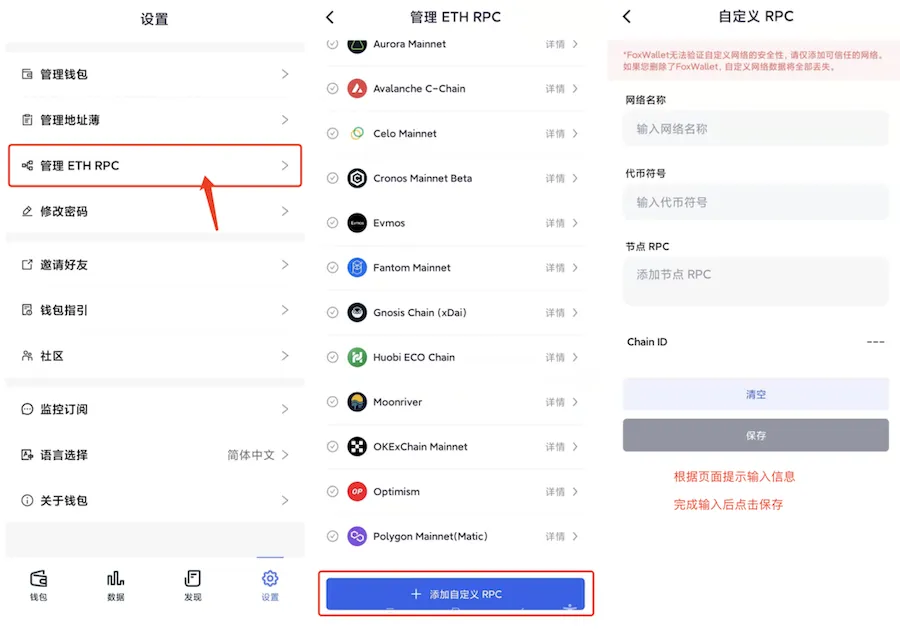 设置
管理钱包
管理地址薄
管理 ETH RPC
修改密码
邀请好友
钱包指引
社区
监控订阅
语言选择 简体中文
关于钱包
钱包 数据 发现 设置
管理 ETH RPC
Aurora Mainnet 详情
Avalanche C-Chain 详情
Celo Mainnet 详情
Cronos Mainnet Beta 详情
Evmos Evmos 详情
Fantom Mainnet 详情
Gnosis Chain (xDai) 详情
Huobi ECO Chain 详情
Moonriver 详情
OKExChain Mainnet 详情
OP Optimism 详情
Polygon Mainnet(Matic) 详情
+ 添加自定义 RPC
自定义 RPC
*FoxWallet无法验证自定义网络的安全性, 请仅添加可信任的网络。
如果您删除了FoxWallet, 自定义网络数据将全部丢失。
网络名称
输入网络名称
代币符号
输入代币符号
节点 RPC
添加节点 RPC
Chain ID ---
清空
保存
根据页面提示输入信息
完成输入后点击保存